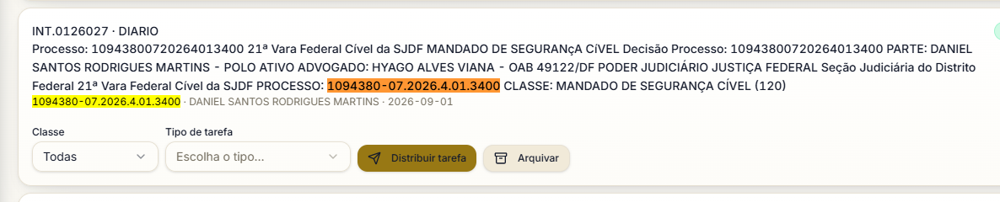 INT.0126027 · DIARIO
Processo: 10943800720264013400 21ª Vara Federal Cível da SJDF MANDADO DE SEGURANçA CíVEL Decisão Processo: 10943800720264013400 PARTE: DANIEL
SANTOS RODRIGUES MARTINS - POLO ATIVO ADVOGADO: HYAGO ALVES VIANA - OAB 49122/DF PODER JUDICIÁRIO JUSTIÇA FEDERAL Seção Judiciária do Distrito
Federal 21ª Vara Federal Cível da SJDF PROCESSO: 1094380-07.2026.4.01.3400 CLASSE: MANDADO DE SEGURANÇA CÍVEL (120)
1094380-07.2026.4.01.3400 · DANIEL SANTOS RODRIGUES MARTINS · 2026-09-01
Classe Tipo de tarefa
Todas Escolha o tipo... Distribuir tarefa Arquivar